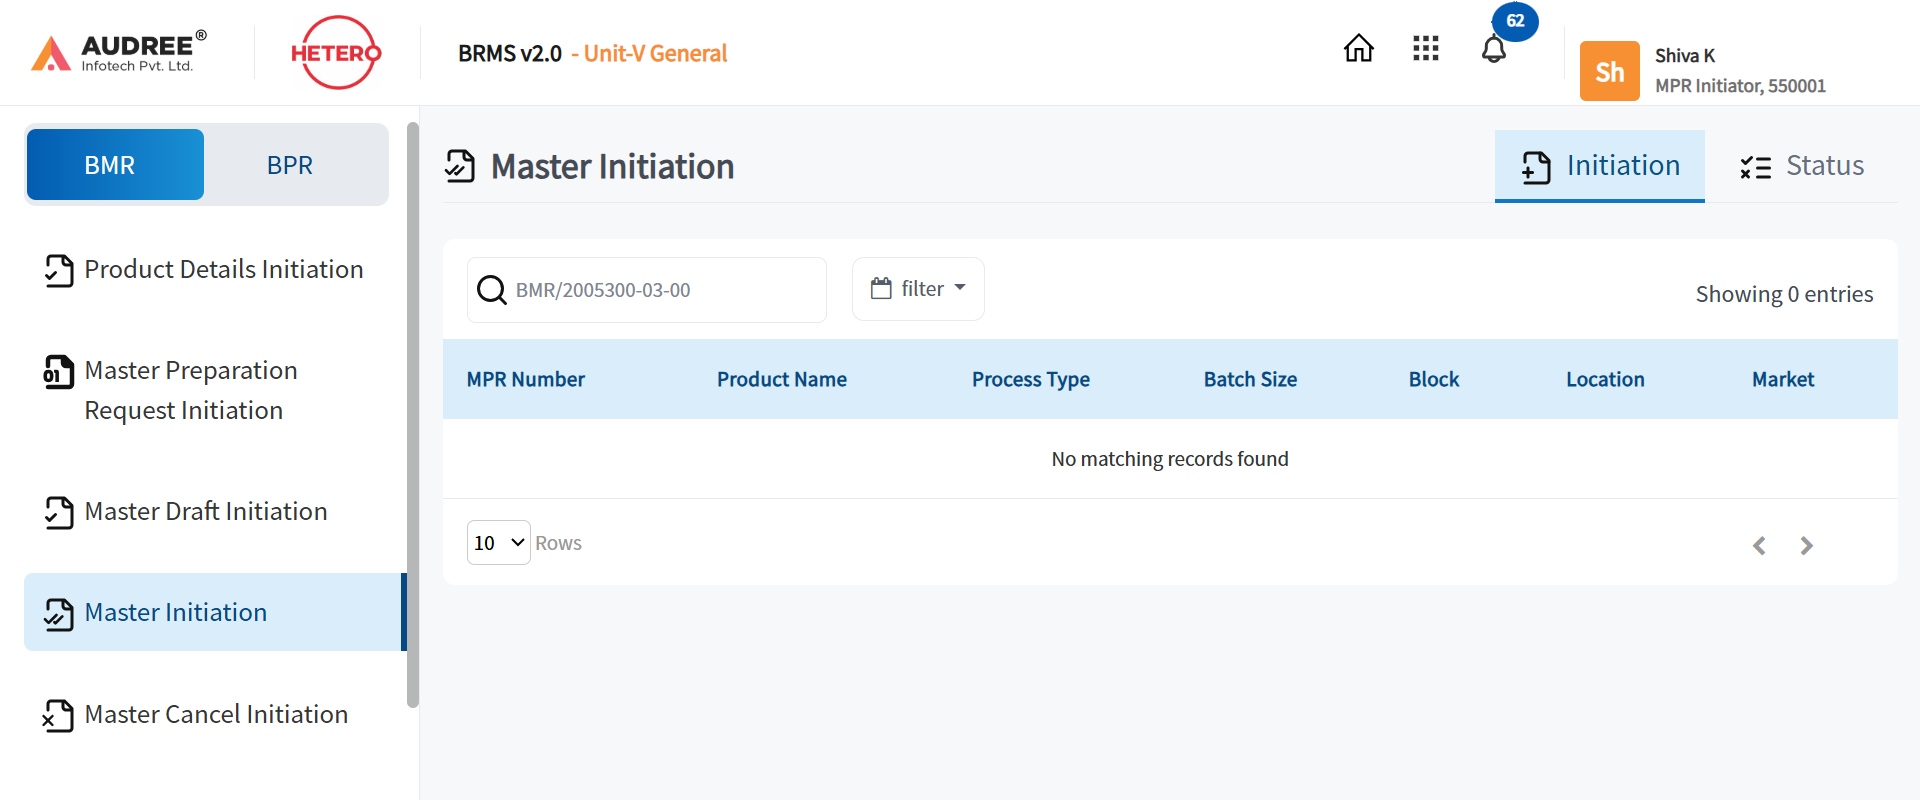 AUDREE®
Infotech Pvt. Ltd.
HETERO
BRMS v2.0 - Unit-V General
62
Sh
Shiva K
MPR Initiator, 550001
BMR
BPR
Product Details Initiation
Master Preparation
Request Initiation
Master Draft Initiation
Master Initiation
Master Cancel Initiation
Master Initiation
Initiation
Status
BMR/2005300-03-00
filter
Showing 0 entries
MPR Number Product Name Process Type Batch Size Block Location Market
No matching records found
10 Rows